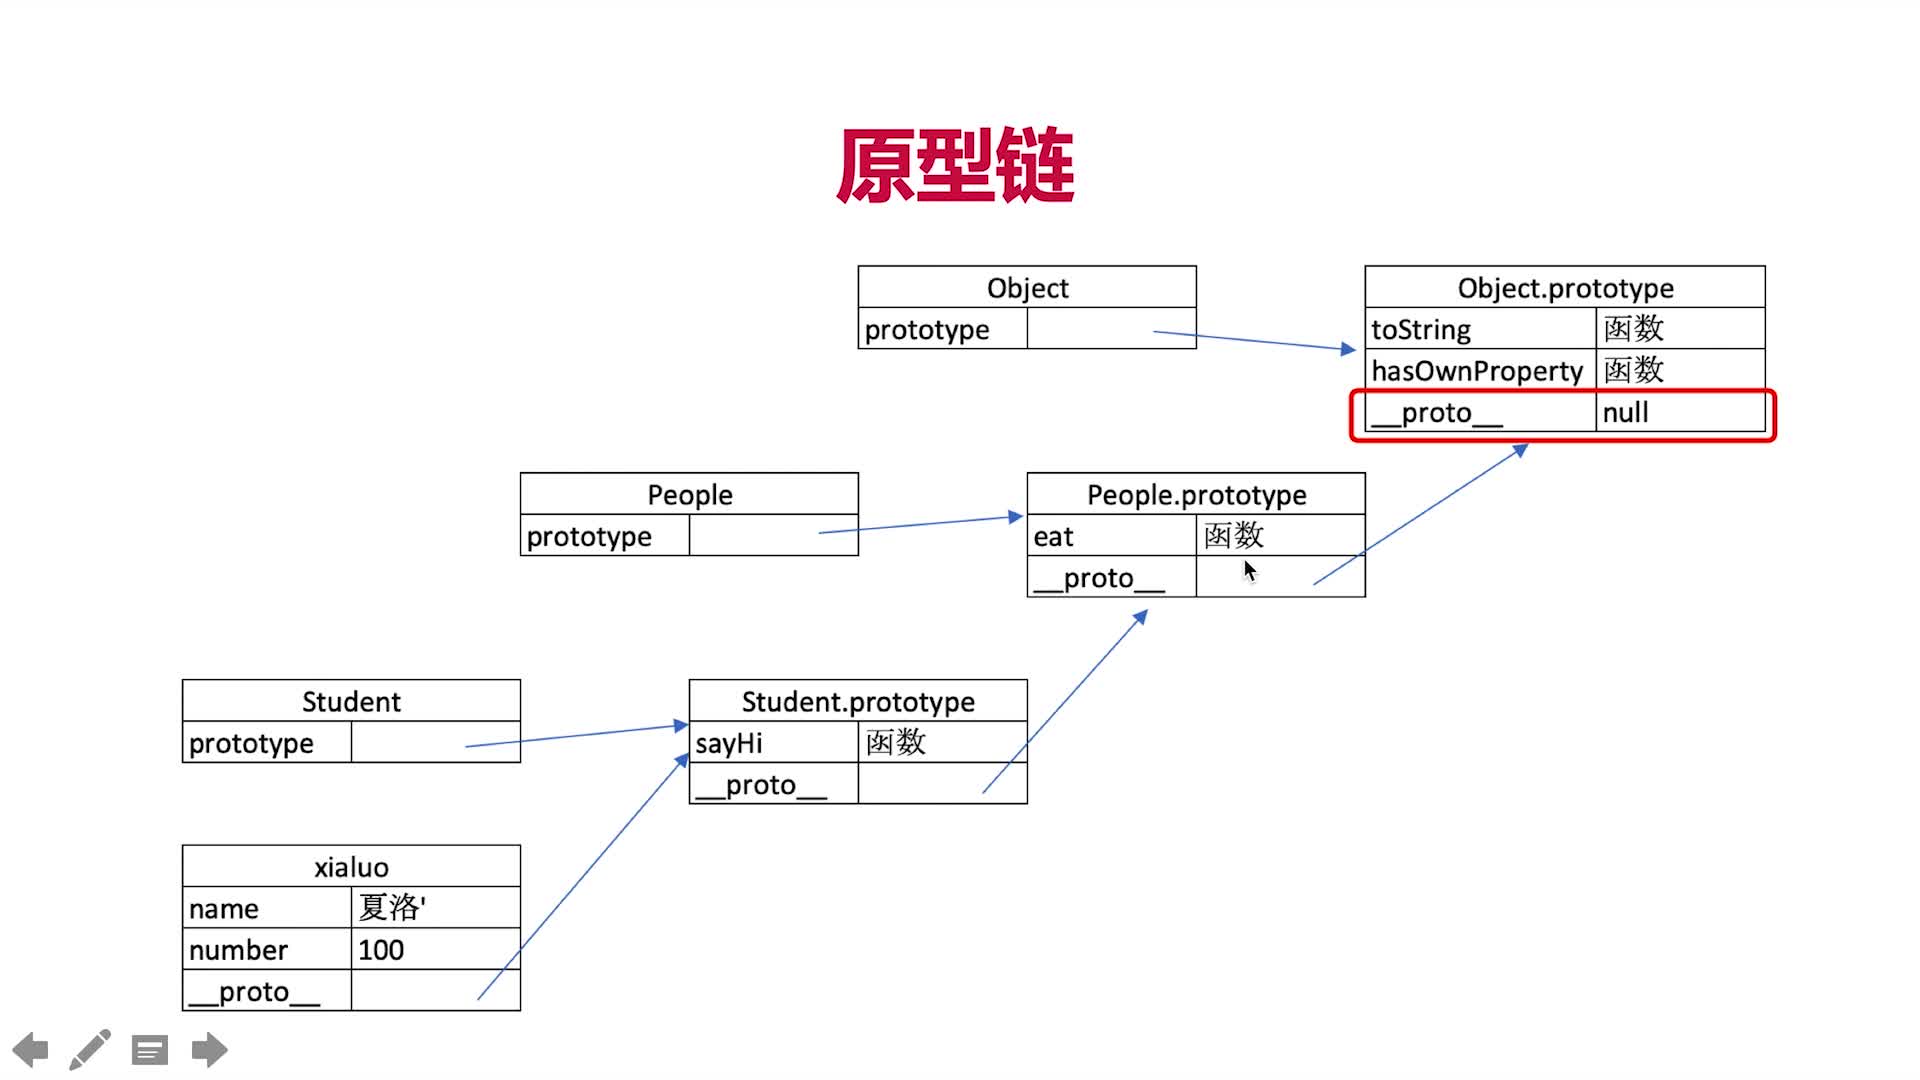 原型链
Object
prototype
Object.prototype
toString 函数
hasOwnProperty 函数
__proto__ null
People
prototype
People.prototype
eat 函数
__proto__
Student
prototype
Student.prototype
sayHi 函数
__proto__
xialuo
name 夏洛'
number 100
__proto__